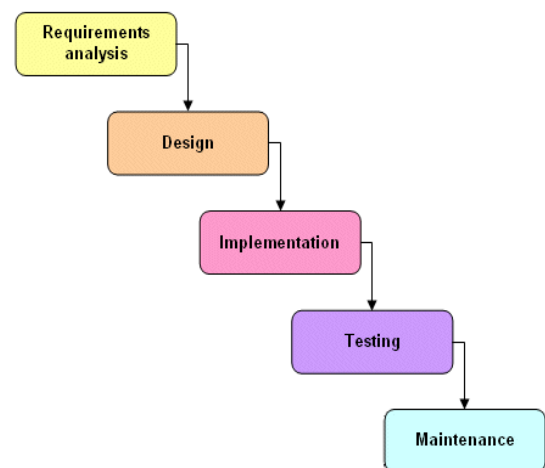 Requirements
analysis
Design
Implementation
Testing
Maintenance